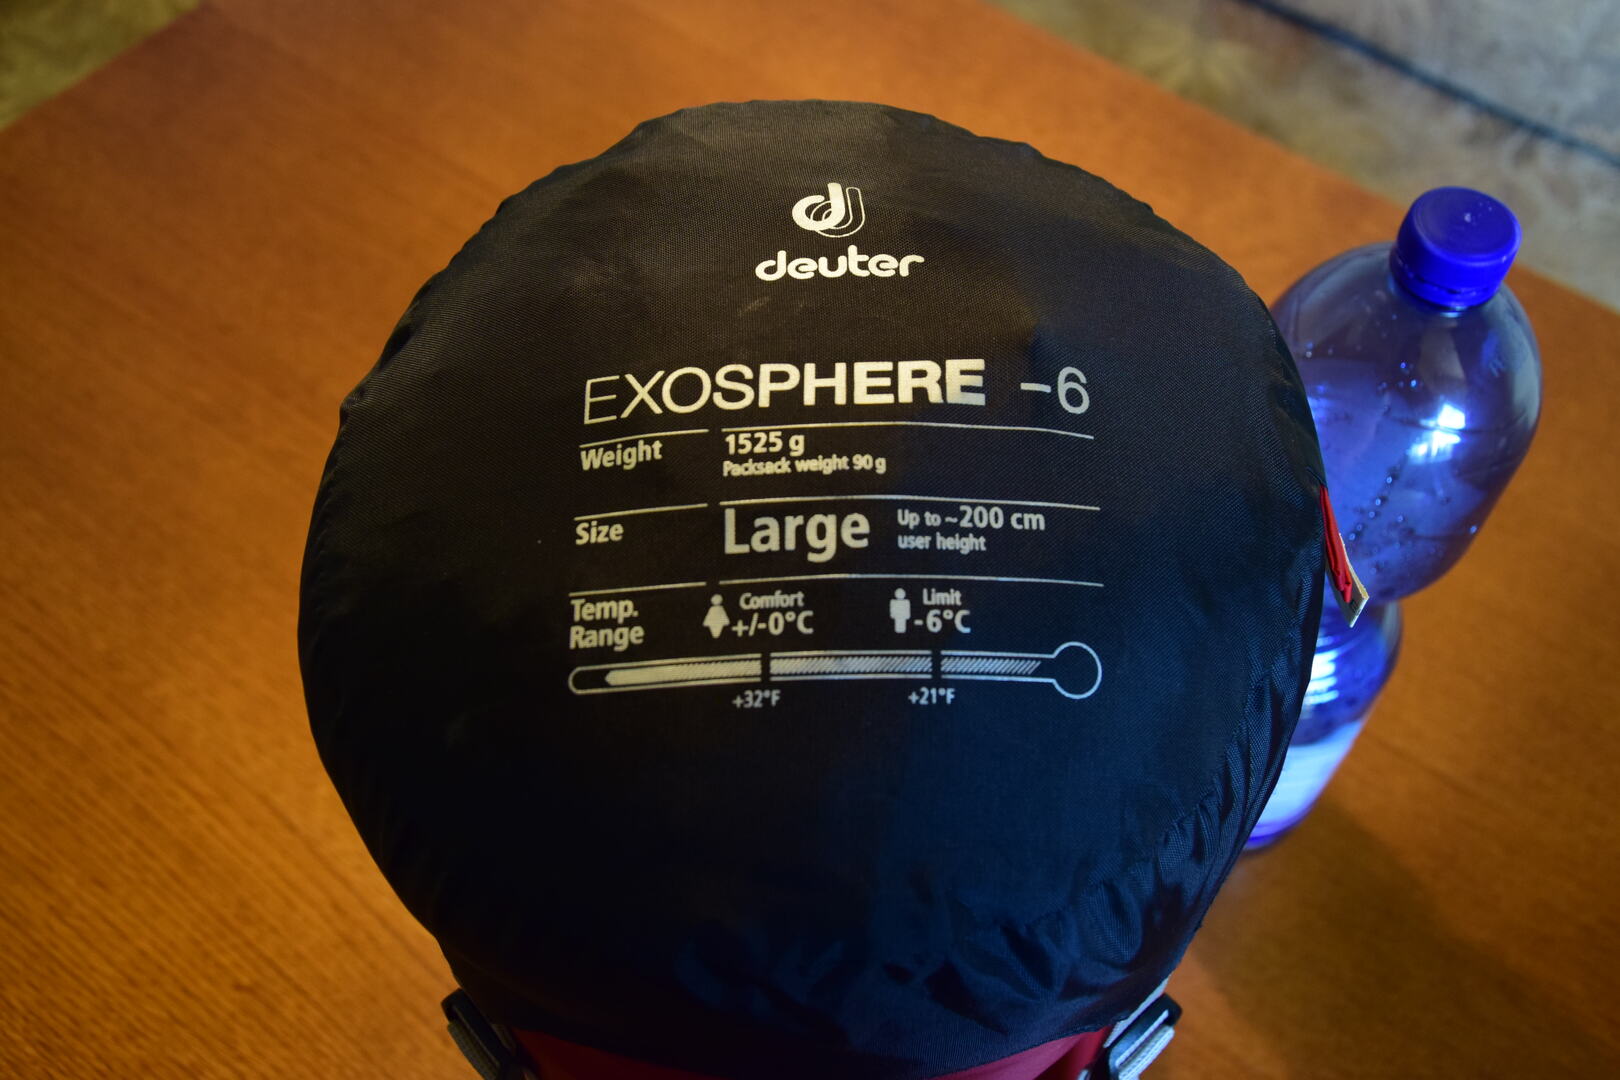 deuter
EXOSPHERE -6
Weight 1525 g
Packsack weight 90 g
Size Large Up to ~200 cm
user height
Temp. Range Comfort +/-0°C Limit -6°C
+32°F +21°F